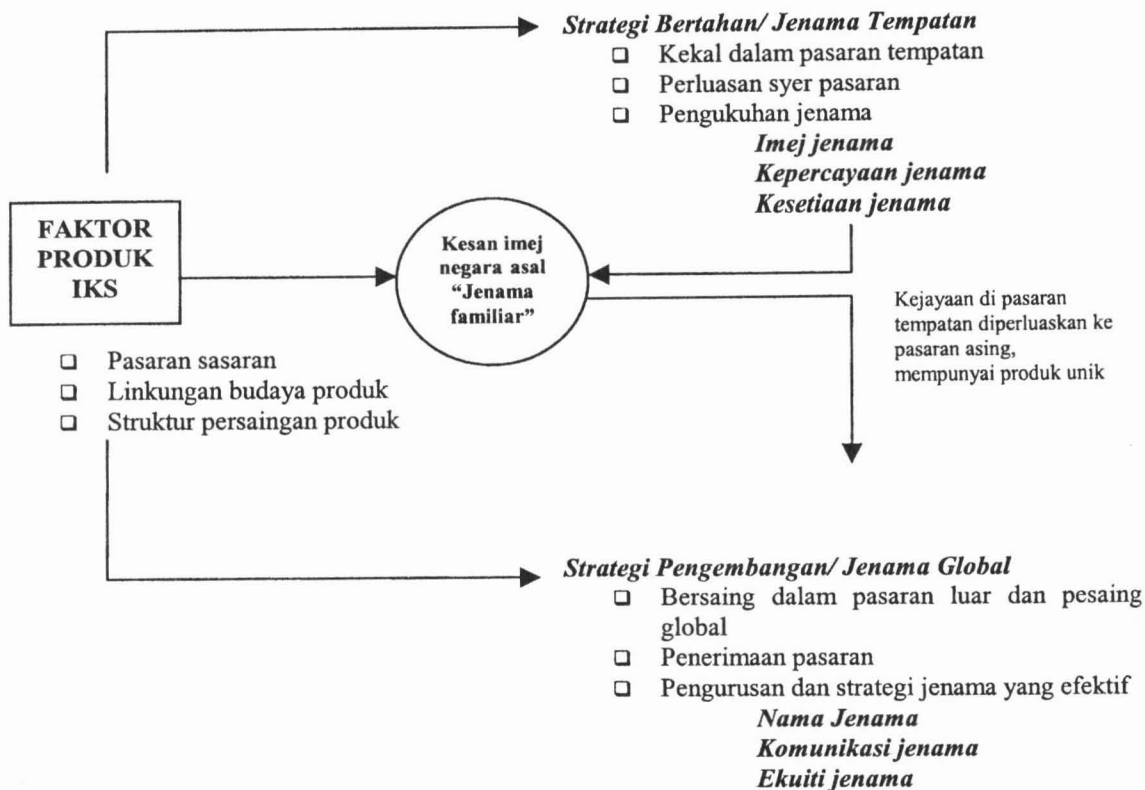 Strategi Bertahan/ Jenama Tempatan
❑ Kekal dalam pasaran tempatan
❑ Perluasan syer pasaran
❑ Pengukuhan jenama
Imej jenama
Kepercayaan jenama
Kesetiaan jenama
FAKTOR
PRODUK
IKS
❑ Pasaran sasaran
❑ Linkungan budaya produk
❑ Struktur persaingan produk
Kesan imej
negara asal
“Jenama
familiar”
Kejayaan di pasaran
tempatan diperluaskan ke
pasaran asing,
mempunyai produk unik
Strategi Pengembangan/ Jenama Global
❑ Bersaing dalam pasaran luar dan pesaing
global
❑ Penerimaan pasaran
❑ Pengurusan dan strategi jenama yang efektif
Nama Jenama
Komunikasi jenama
Ekuiti jenama